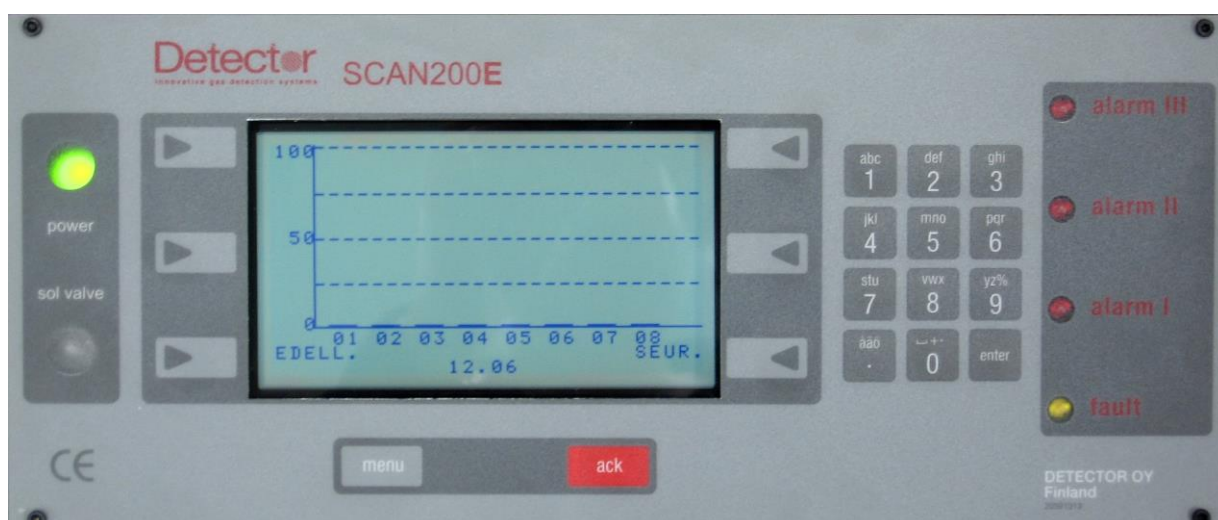 Detector
innovative gas detection systems
SCAN200E
power
sol valve
100
50
0
01 02 03 04 05 06 07 08
EDELL. SEUR.
12.06
abc def ghi
1 2 3
jkl mno pqr
4 5 6
stu vwx yz%
7 8 9
åäö ⎵+-
. 0 enter
alarm III
alarm II
alarm I
fault
menu ack
CE
DETECTOR OY
Finland